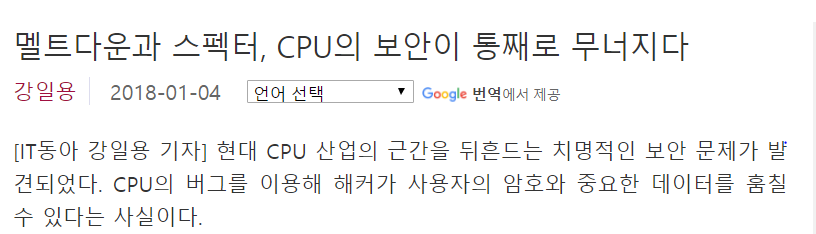 멜트다운과 스펙터, CPU의 보안이 통째로 무너지다
강일용 2018-01-04 언어 선택 ▼ Google 번역에서 제공
[IT동아 강일용 기자] 현대 CPU 산업의 근간을 뒤흔드는 치명적인 보안 문제가 발
견되었다. CPU의 버그를 이용해 해커가 사용자의 암호와 중요한 데이터를 훔칠
수 있다는 사실이다.